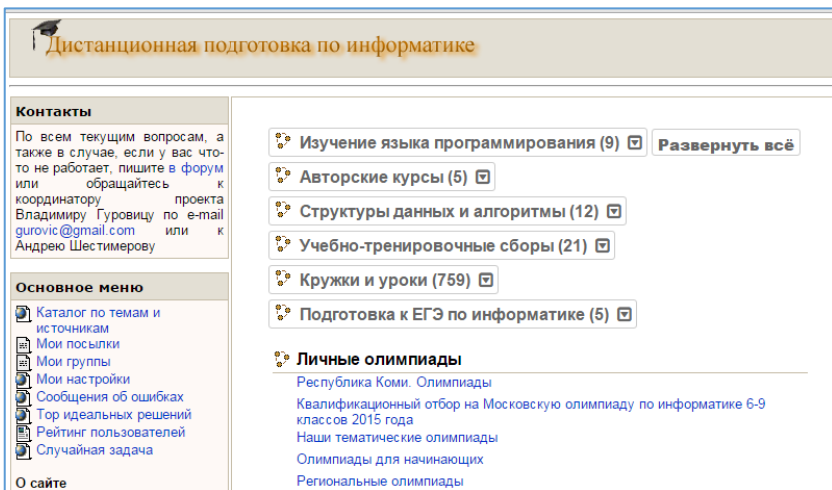 Дистанционная подготовка по информатике
Контакты
По всем текущим вопросам, а
также в случае, если у вас что-
то не работает, пишите в форум
или обращайтесь к
координатору проекта
Владимиру Гуровицу по e-mail
gurovic@gmail.com или к
Андрею Шестимерову
Основное меню
Каталог по темам и
источникам
Мои посылки
Мои группы
Мои настройки
Сообщения об ошибках
Top идеальных решений
Рейтинг пользователей
Случайная задача
О сайте
Изучение языка программирования (9) Развернуть всё
Авторские курсы (5)
Структуры данных и алгоритмы (12)
Учебно-тренировочные сборы (21)
Кружки и уроки (759)
Подготовка к ЕГЭ по информатике (5)
Личные олимпиады
Республика Коми. Олимпиады
Квалификационный отбор на Московскую олимпиаду по информатике 6-9
классов 2015 года
Наши тематические олимпиады
Олимпиады для начинающих
Региональные олимпиады